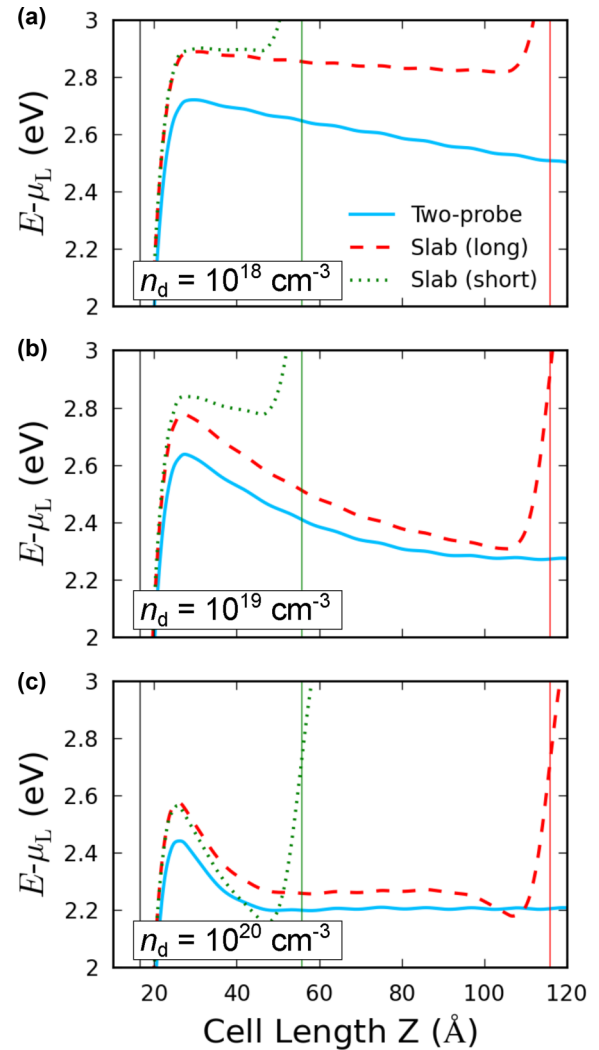 (a)
3
2.8
2.6
2.4
2.2
2
E-μL (eV)
Two-probe
Slab (long)
Slab (short)
nd = 10^18 cm-3
(b)
3
2.8
2.6
2.4
2.2
2
E-μL (eV)
nd = 10^19 cm-3
(c)
3
2.8
2.6
2.4
2.2
2
E-μL (eV)
nd = 10^20 cm-3
20 40 60 80 100 120
Cell Length Z (Å)